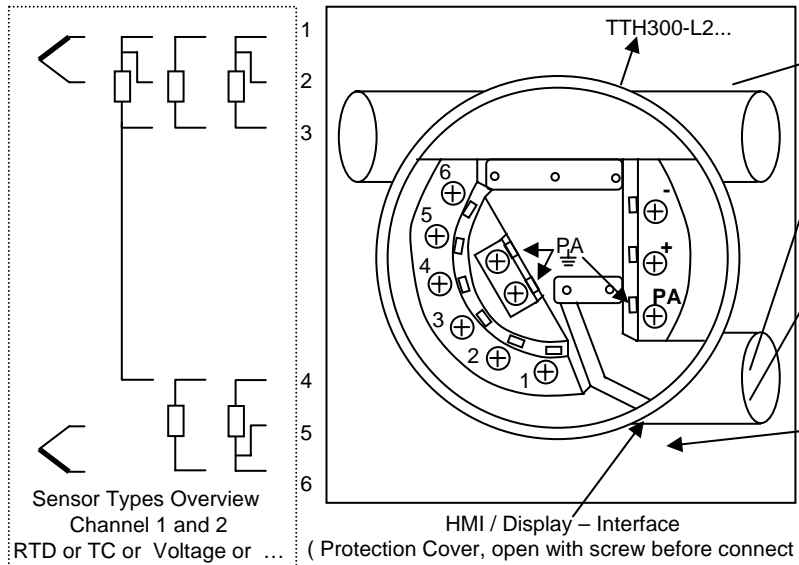 1
2
3
4
5
6
Sensor Types Overview
Channel 1 and 2
RTD or TC or Voltage or …
TTH300-L2...
6
5
4
3
2
1
PA
-
+
PA
HMI / Display – Interface
( Protection Cover, open with screw before connect